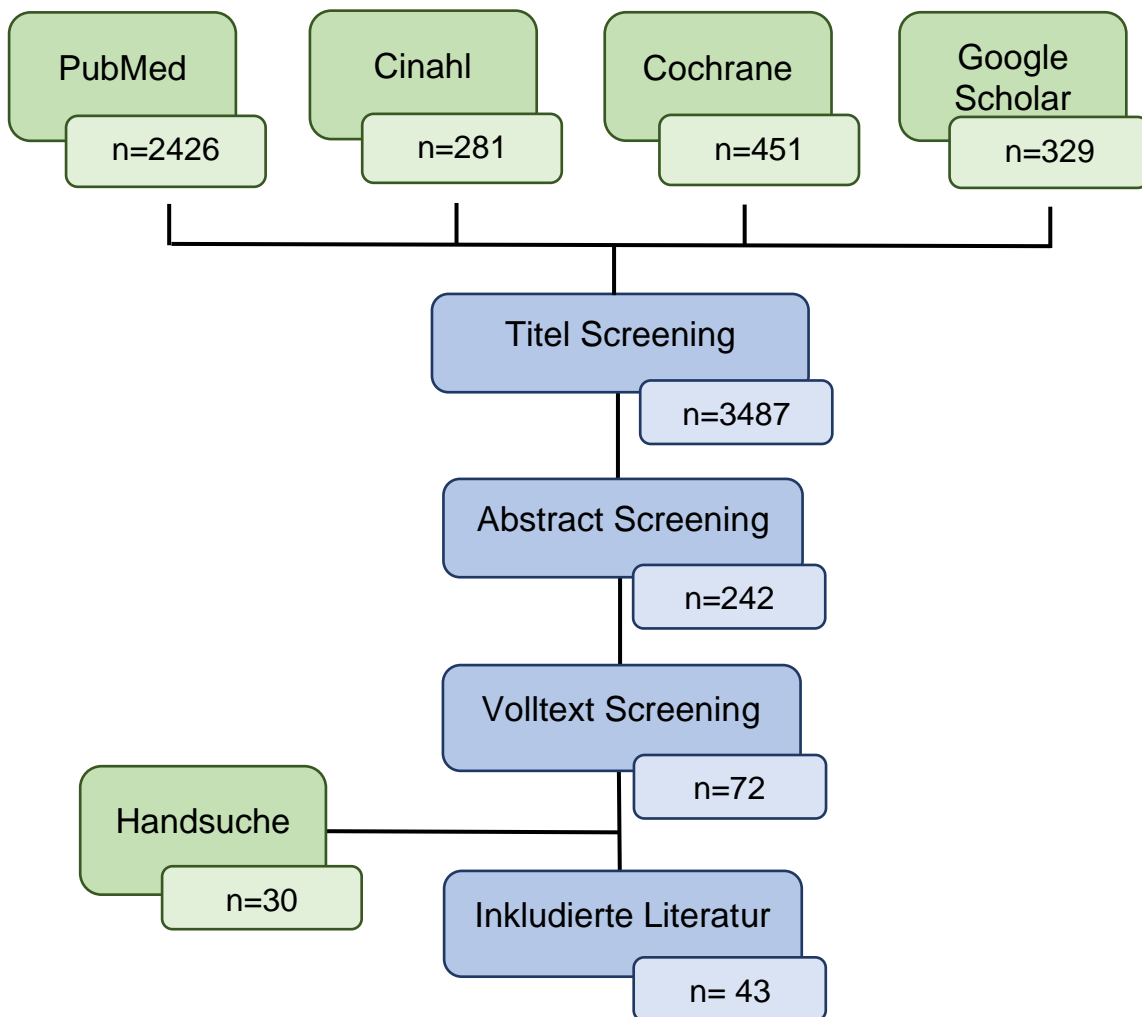 PubMed
n=2426
Cinahl
n=281
Cochrane
n=451
Google
Scholar
n=329
Titel Screening
n=3487
Abstract Screening
n=242
Volltext Screening
n=72
Handsuche
n=30
Inkludierte Literatur
n= 43